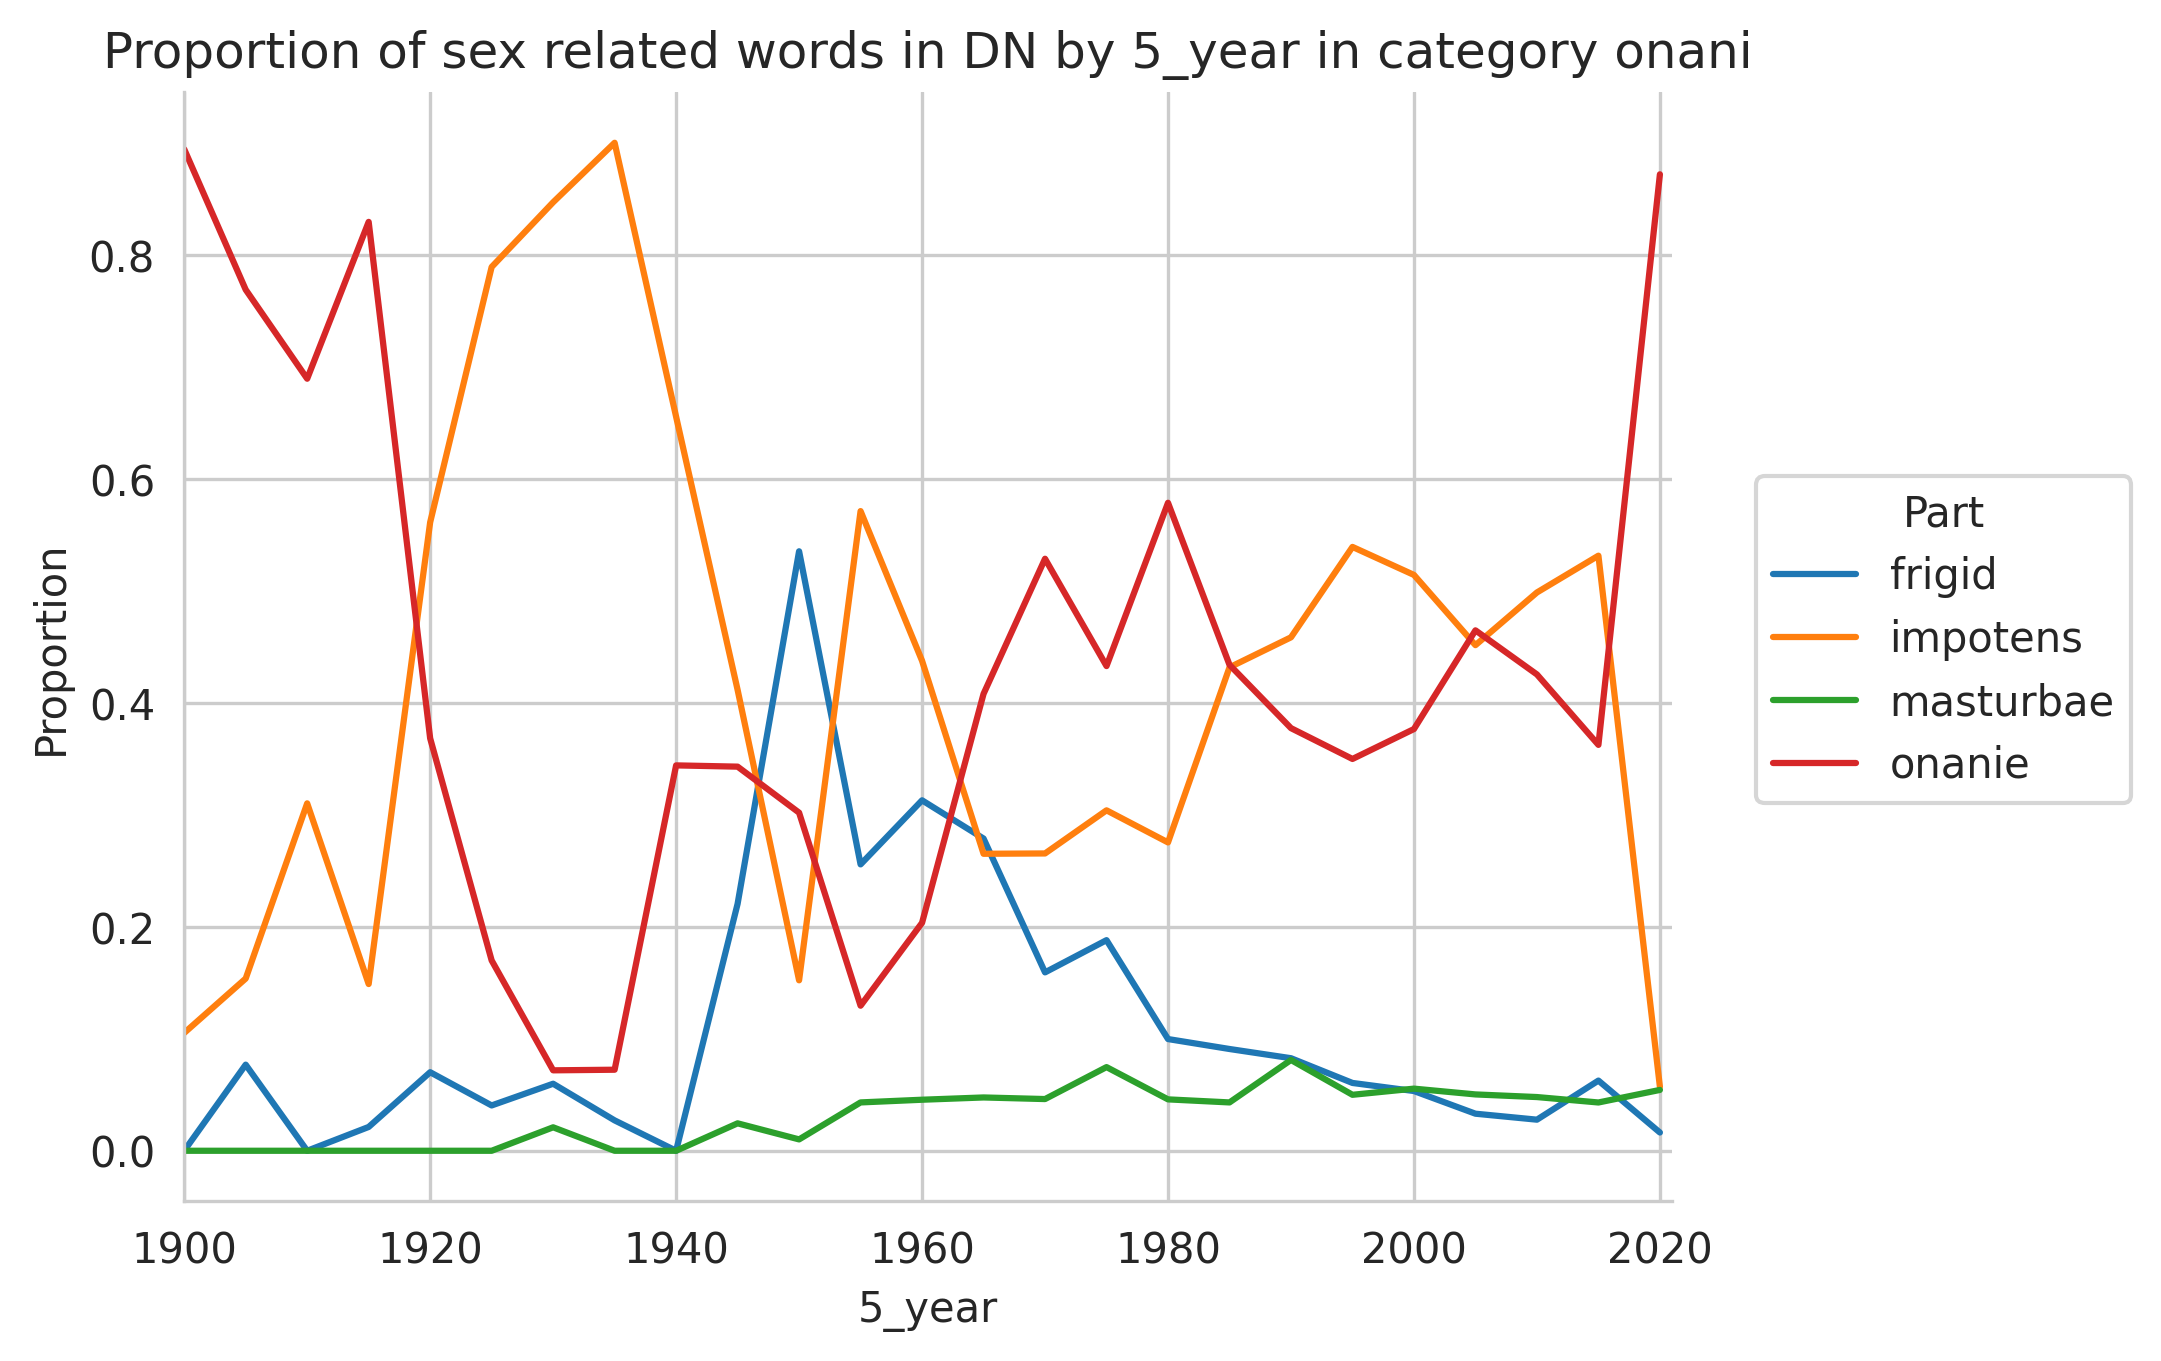 Proportion of sex related words in DN by 5_year in category onani
Proportion
0.8
0.6
0.4
0.2
0.0
1900 1920 1940 1960 1980 2000 2020
5_year
Part
frigid
impotens
masturbae
onanie